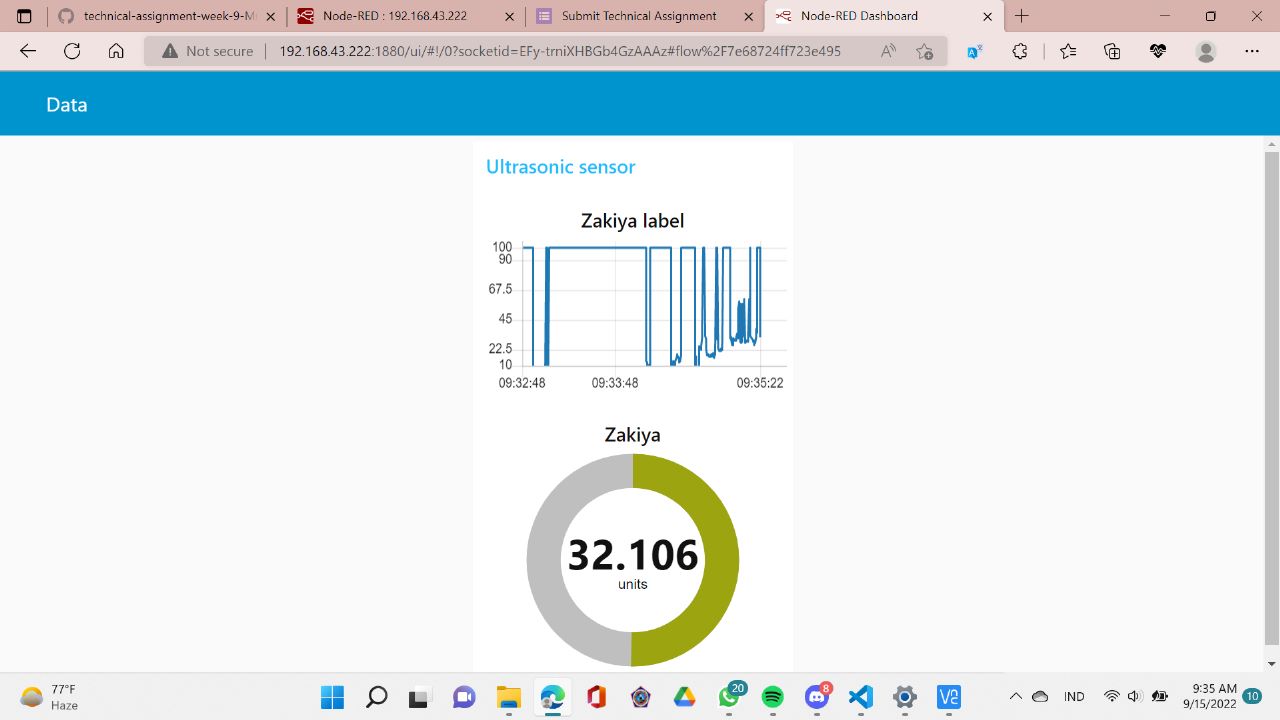 technical-assignment-week-9-M
Node-RED : 192.168.43.222
Submit Technical Assignment
Node-RED Dashboard
Not secure
192.168.43.222:1880/ui/#!/0?socketid=EFy-trniXHBGb4GzAAAz#flow%2F7e68724ff723e495
Data
Ultrasonic sensor
Zakiya label
100
90
67.5
45
22.5
10
09:32:48 09:33:48 09:35:22
Zakiya
32.106
units
77°F
Haze
20
8
IND
9:35 AM
9/15/2022
10